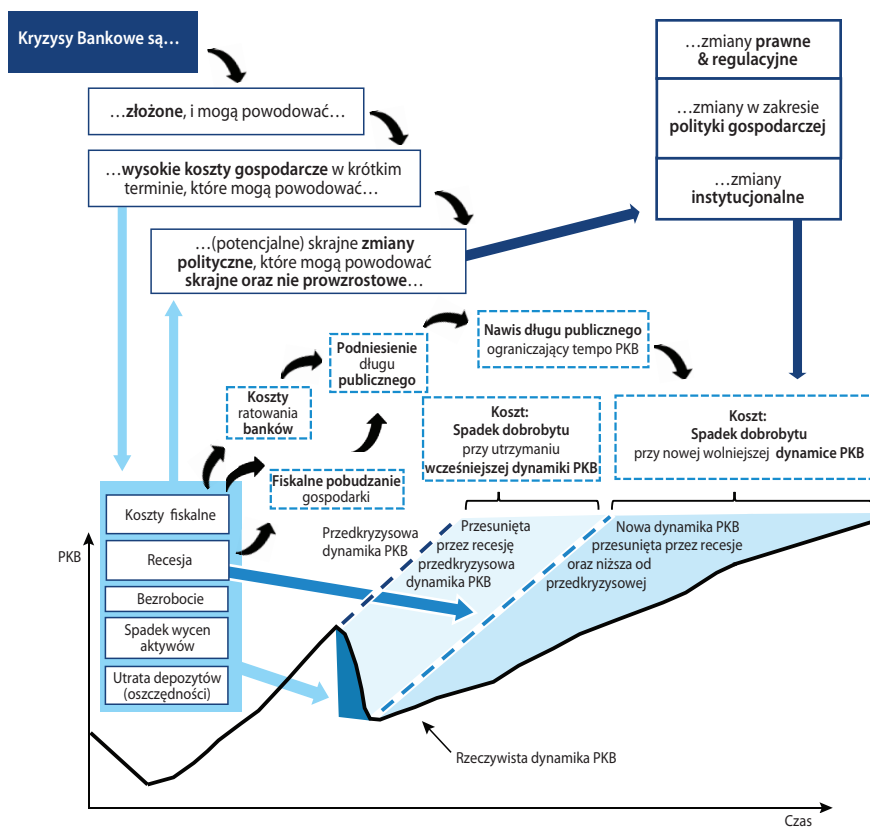 Kryzysy Bankowe są…
…złożone, i mogą powodować…
…wysokie koszty gospodarcze w krótkim
terminie, które mogą powodować…
…(potencjalne) skrajne zmiany
polityczne, które mogą powodować
skrajne oraz nie prowzrostowe…
…zmiany prawne
& regulacyjne
…zmiany w zakresie
polityki gospodarczej
…zmiany
instytucjonalne
Nawis długu publicznego
ograniczający tempo PKB
Podniesienie
długu
publicznego
Koszty
ratowania
banków
Fiskalne pobudzanie
gospodarki
Koszt:
Spadek dobrobytu
przy utrzymaniu
wcześniejszej dynamiki PKB
Koszt:
Spadek dobrobytu
przy nowej wolniejszej dynamice PKB
Koszty fiskalne
Recesja
Bezrobocie
Spadek wycen
aktywów
Utrata depozytów
(oszczędności)
PKB
Przedkryzysowa
dynamika PKB
Przesunięta
przez recesję
przedkryzysowa
dynamika PKB
Nowa dynamika PKB
przesunięta przez recesje
oraz niższa od
przedkryzysowej
Rzeczywista dynamika PKB
Czas